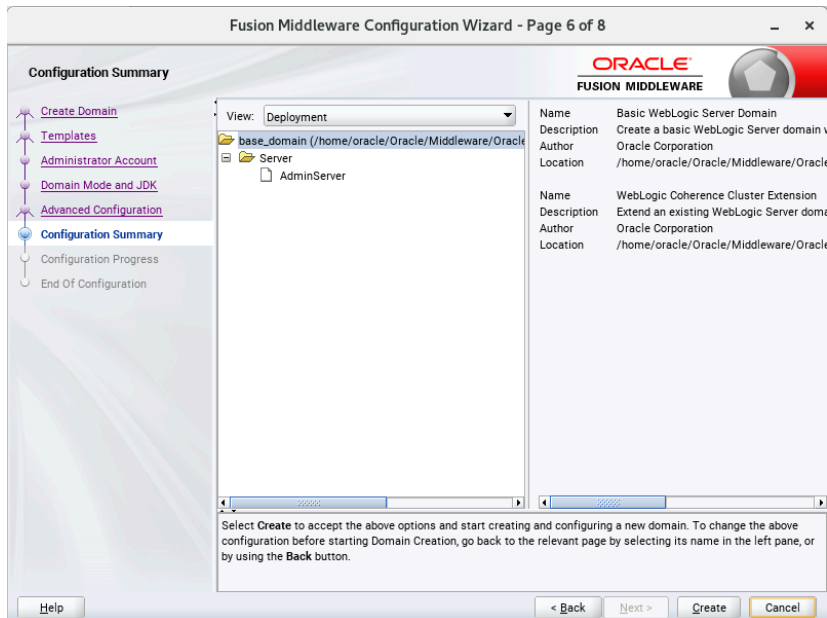 Fusion Middleware Configuration Wizard - Page 6 of 8
Configuration Summary
ORACLE
FUSION MIDDLEWARE
Create Domain
Templates
Administrator Account
Domain Mode and JDK
Advanced Configuration
Configuration Summary
Configuration Progress
End Of Configuration
View: Deployment
base_domain (/home/oracle/Oracle/Middleware/Oracle
Server
AdminServer
Name Basic WebLogic Server Domain
Description Create a basic WebLogic Server domain
Author Oracle Corporation
Location /home/oracle/Oracle/Middleware/Oracle
Name WebLogic Coherence Cluster Extension
Description Extend an existing WebLogic Server doma
Author Oracle Corporation
Location /home/oracle/Oracle/Middleware/Oracle
Select Create to accept the above options and start creating and configuring a new domain. To change the above
configuration before starting Domain Creation, go back to the relevant page by selecting its name in the left pane, or
by using the Back button.
Help
< Back Next > Create Cancel